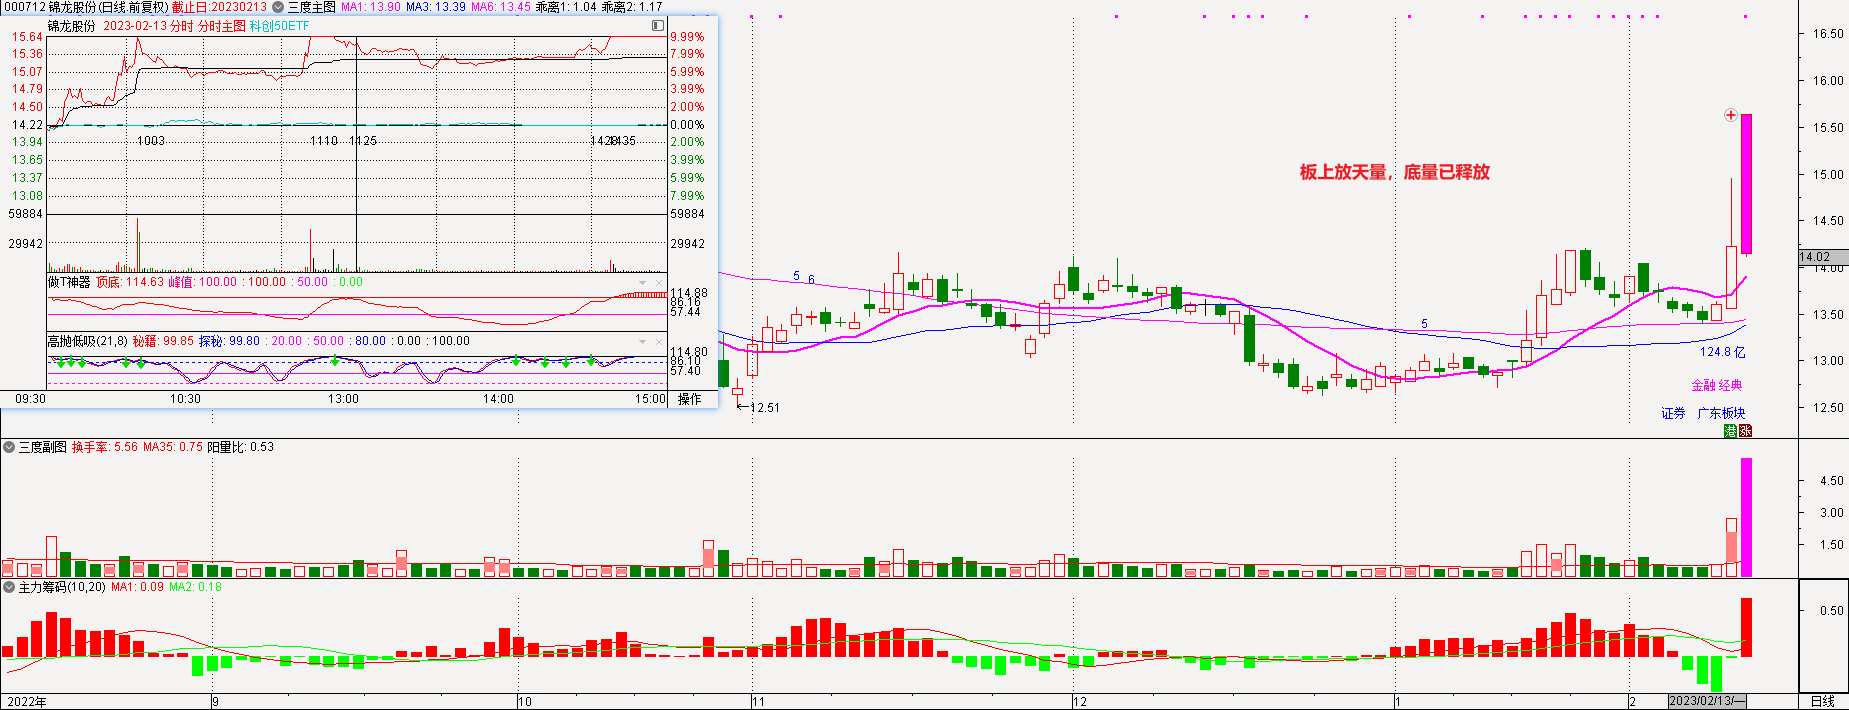 000712 锦龙股份(日线.前复权) 截止日:20230213 三度主图 MA1: 13.90 MA3: 13.39 MA6: 13.45 乖离1: 1.04 乖离2: 1.17
锦龙股份 2023-02-13 分时 分时主图 科创50ETF
15.64 9.99%
15.36 7.99%
15.07 5.99%
14.79 3.99%
14.50 2.00%
14.22 0.00%
13.94 2.00%
13.65 3.99%
13.37 5.99%
13.08 7.99%
1003 1110 1125 1435
59884 59884
29942 29942
做T神器 顶底: 114.63 峰值: 100.00 : 100.00 : 50.00 : 0.00
114.88
86.16
57.44
高抛低吸(21,8) 秘籍: 99.85 探秘: 99.80 : 20.00 : 50.00 : 80.00 : 0.00 : 100.00
114.80
86.10
57.40
09:30 10:30 13:00 14:00 15:00 操作
板上放天量，底量已释放
5 6
5
←12.51
124.8 亿
金融 经典
证券 广东板块
港 涨
16.50
16.00
15.50
15.00
14.50
14.02
14.00
13.50
13.00
12.50
三度副图 换手率: 5.56 MA35: 0.75 阳量比: 0.53
4.50
3.00
1.50
主力筹码(10,20) MA1: 0.09 MA2: 0.18
0.50
2022年 9 10 11 12 1 2 2023/02/13/一 日线